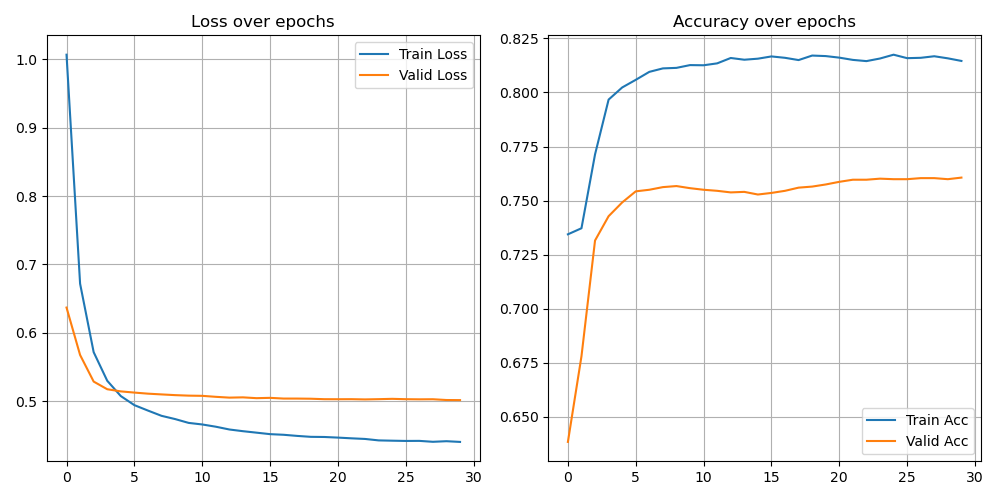 Loss over epochs
Train Loss
Valid Loss
1.0
0.9
0.8
0.7
0.6
0.5
0 5 10 15 20 25 30
Accuracy over epochs
0.825
0.800
0.775
0.750
0.725
0.700
0.675
0.650
Train Acc
Valid Acc
0 5 10 15 20 25 30